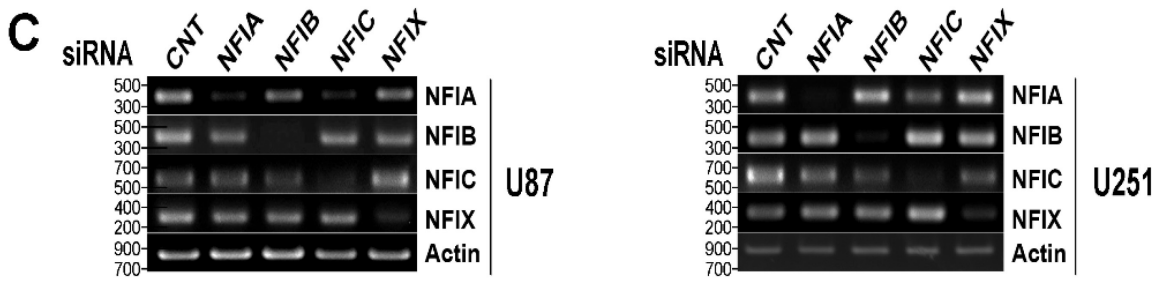 C
siRNA CNT NFIA NFIB NFIC NFIX
500
300
NFIA
500
300
NFIB
700
500
NFIC
400
200
NFIX
900
700
Actin
U87
siRNA CNT NFIA NFIB NFIC NFIX
500
300
NFIA
500
300
NFIB
700
500
NFIC
400
200
NFIX
900
700
Actin
U251